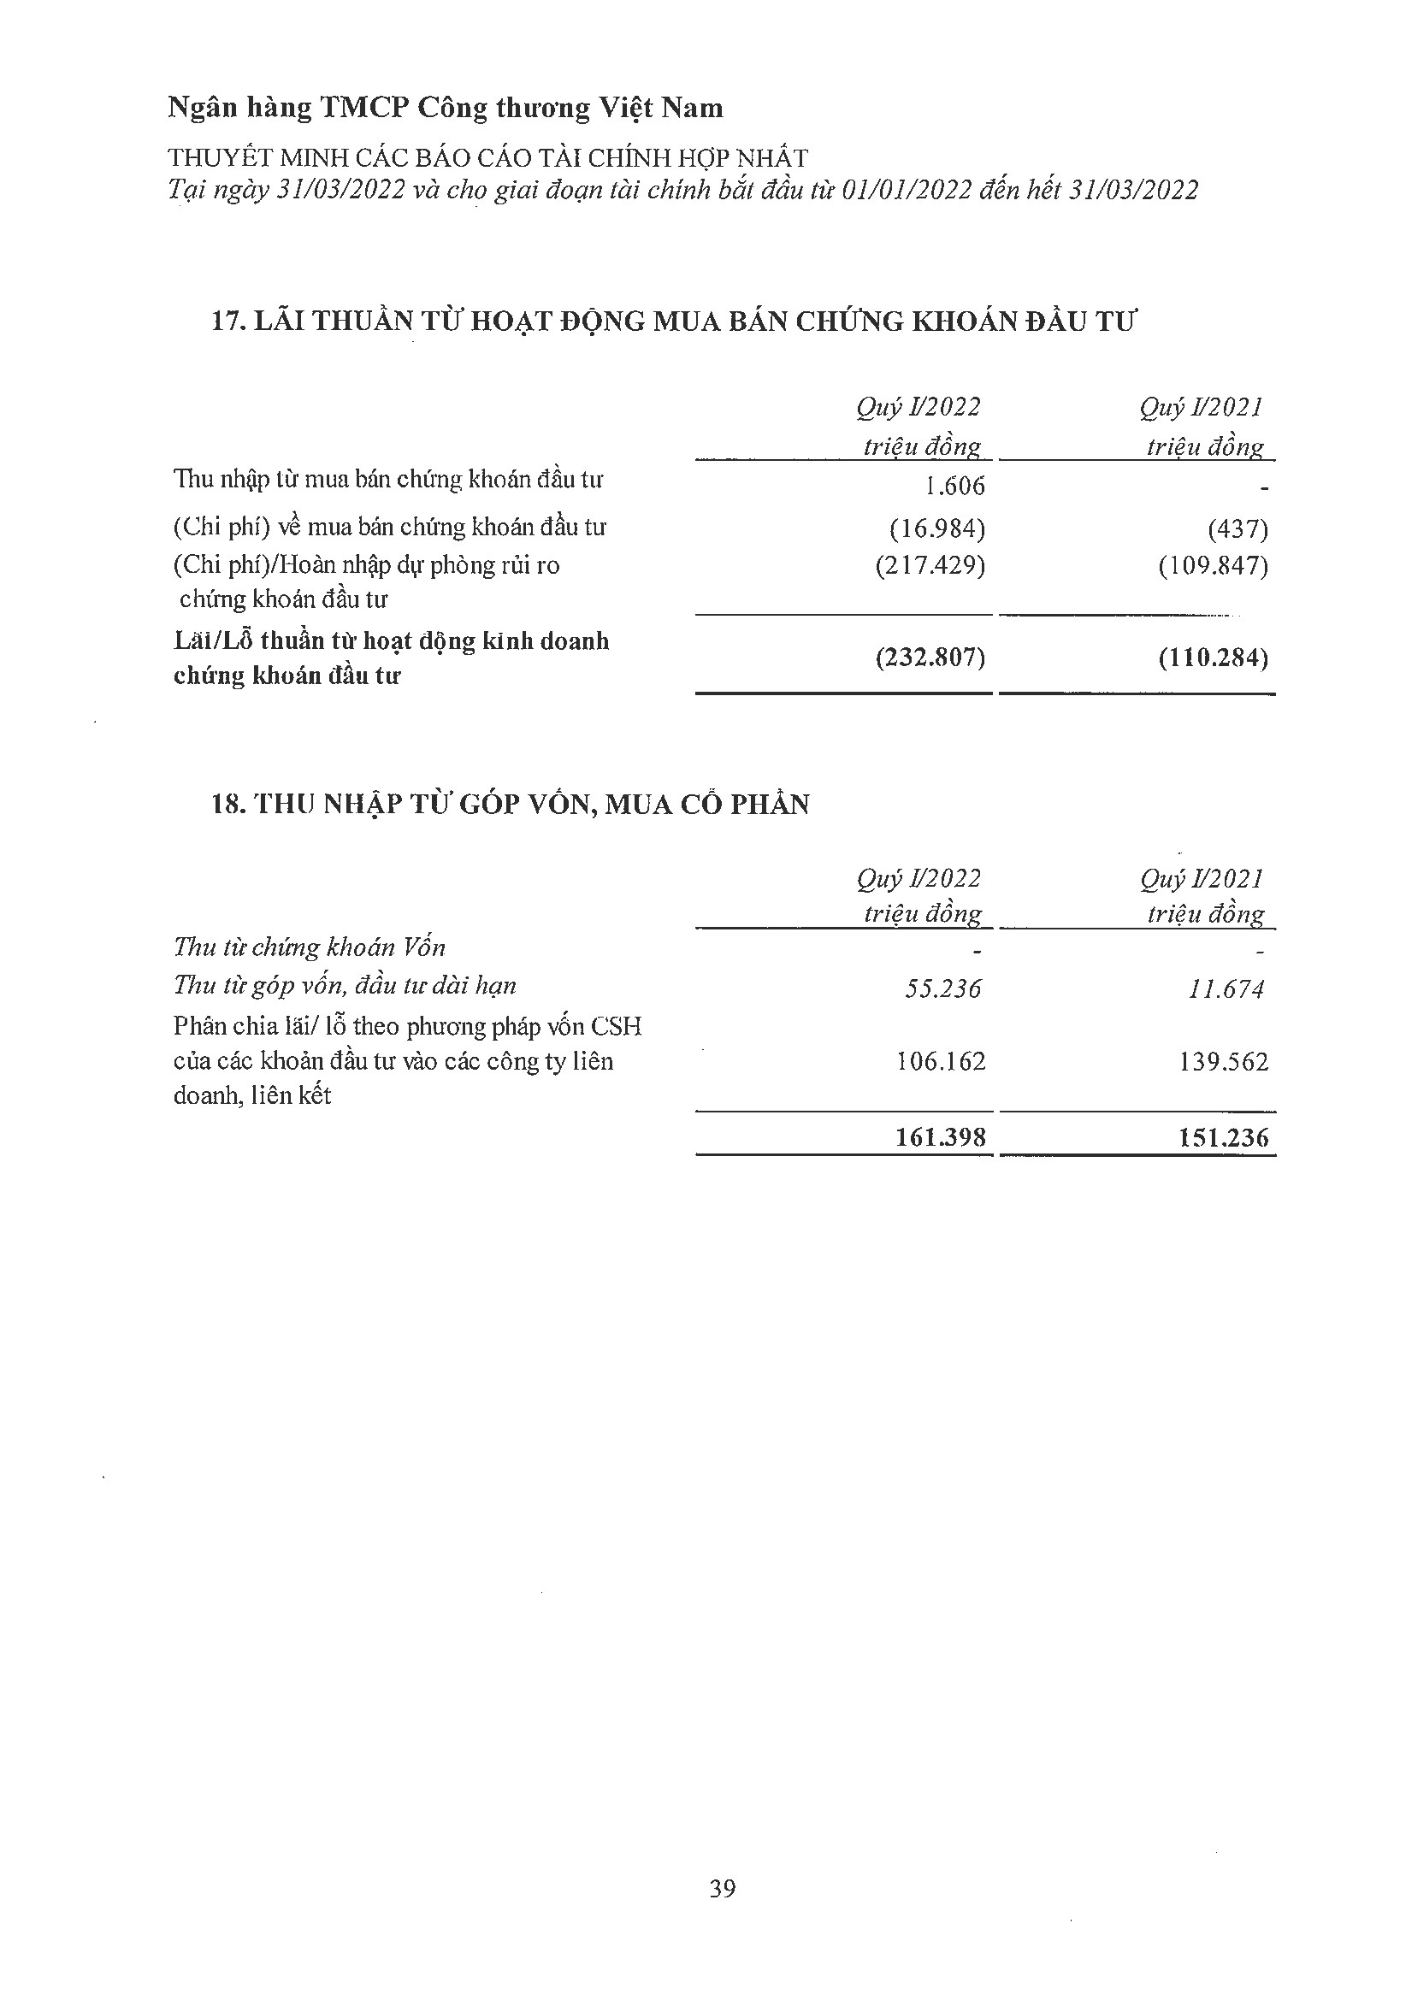 Ngân hàng TMCP Công thương Việt Nam
THUYẾT MINH CÁC BÁO CÁO TÀI CHÍNH HỢP NHẤT
Tại ngày 31/03/2022 và cho giai đoạn tài chính bắt đầu từ 01/01/2022 đến hết 31/03/2022
17. LÃI THUẦN TỪ HOẠT ĐỘNG MUA BÁN CHỨNG KHOÁN ĐẦU TƯ
Quý I/2022 Quý I/2021
triệu đồng triệu đồng
Thu nhập từ mua bán chứng khoán đầu tư 1.606 -
(Chi phí) về mua bán chứng khoán đầu tư (16.984) (437)
(Chi phí)/Hoàn nhập dự phòng rủi ro (217.429) (109.847)
chứng khoán đầu tư
Lãi/Lỗ thuần từ hoạt động kinh doanh
chứng khoán đầu tư (232.807) (110.284)
18. THU NHẬP TỪ GÓP VỐN, MUA CỔ PHẦN
Quý I/2022 Quý I/2021
triệu đồng triệu đồng
Thu từ chứng khoán Vốn - -
Thu từ góp vốn, đầu tư dài hạn 55.236 11.674
Phân chia lãi/ lỗ theo phương pháp vốn CSH
của các khoản đầu tư vào các công ty liên 106.162 139.562
doanh, liên kết
161.398 151.236
39